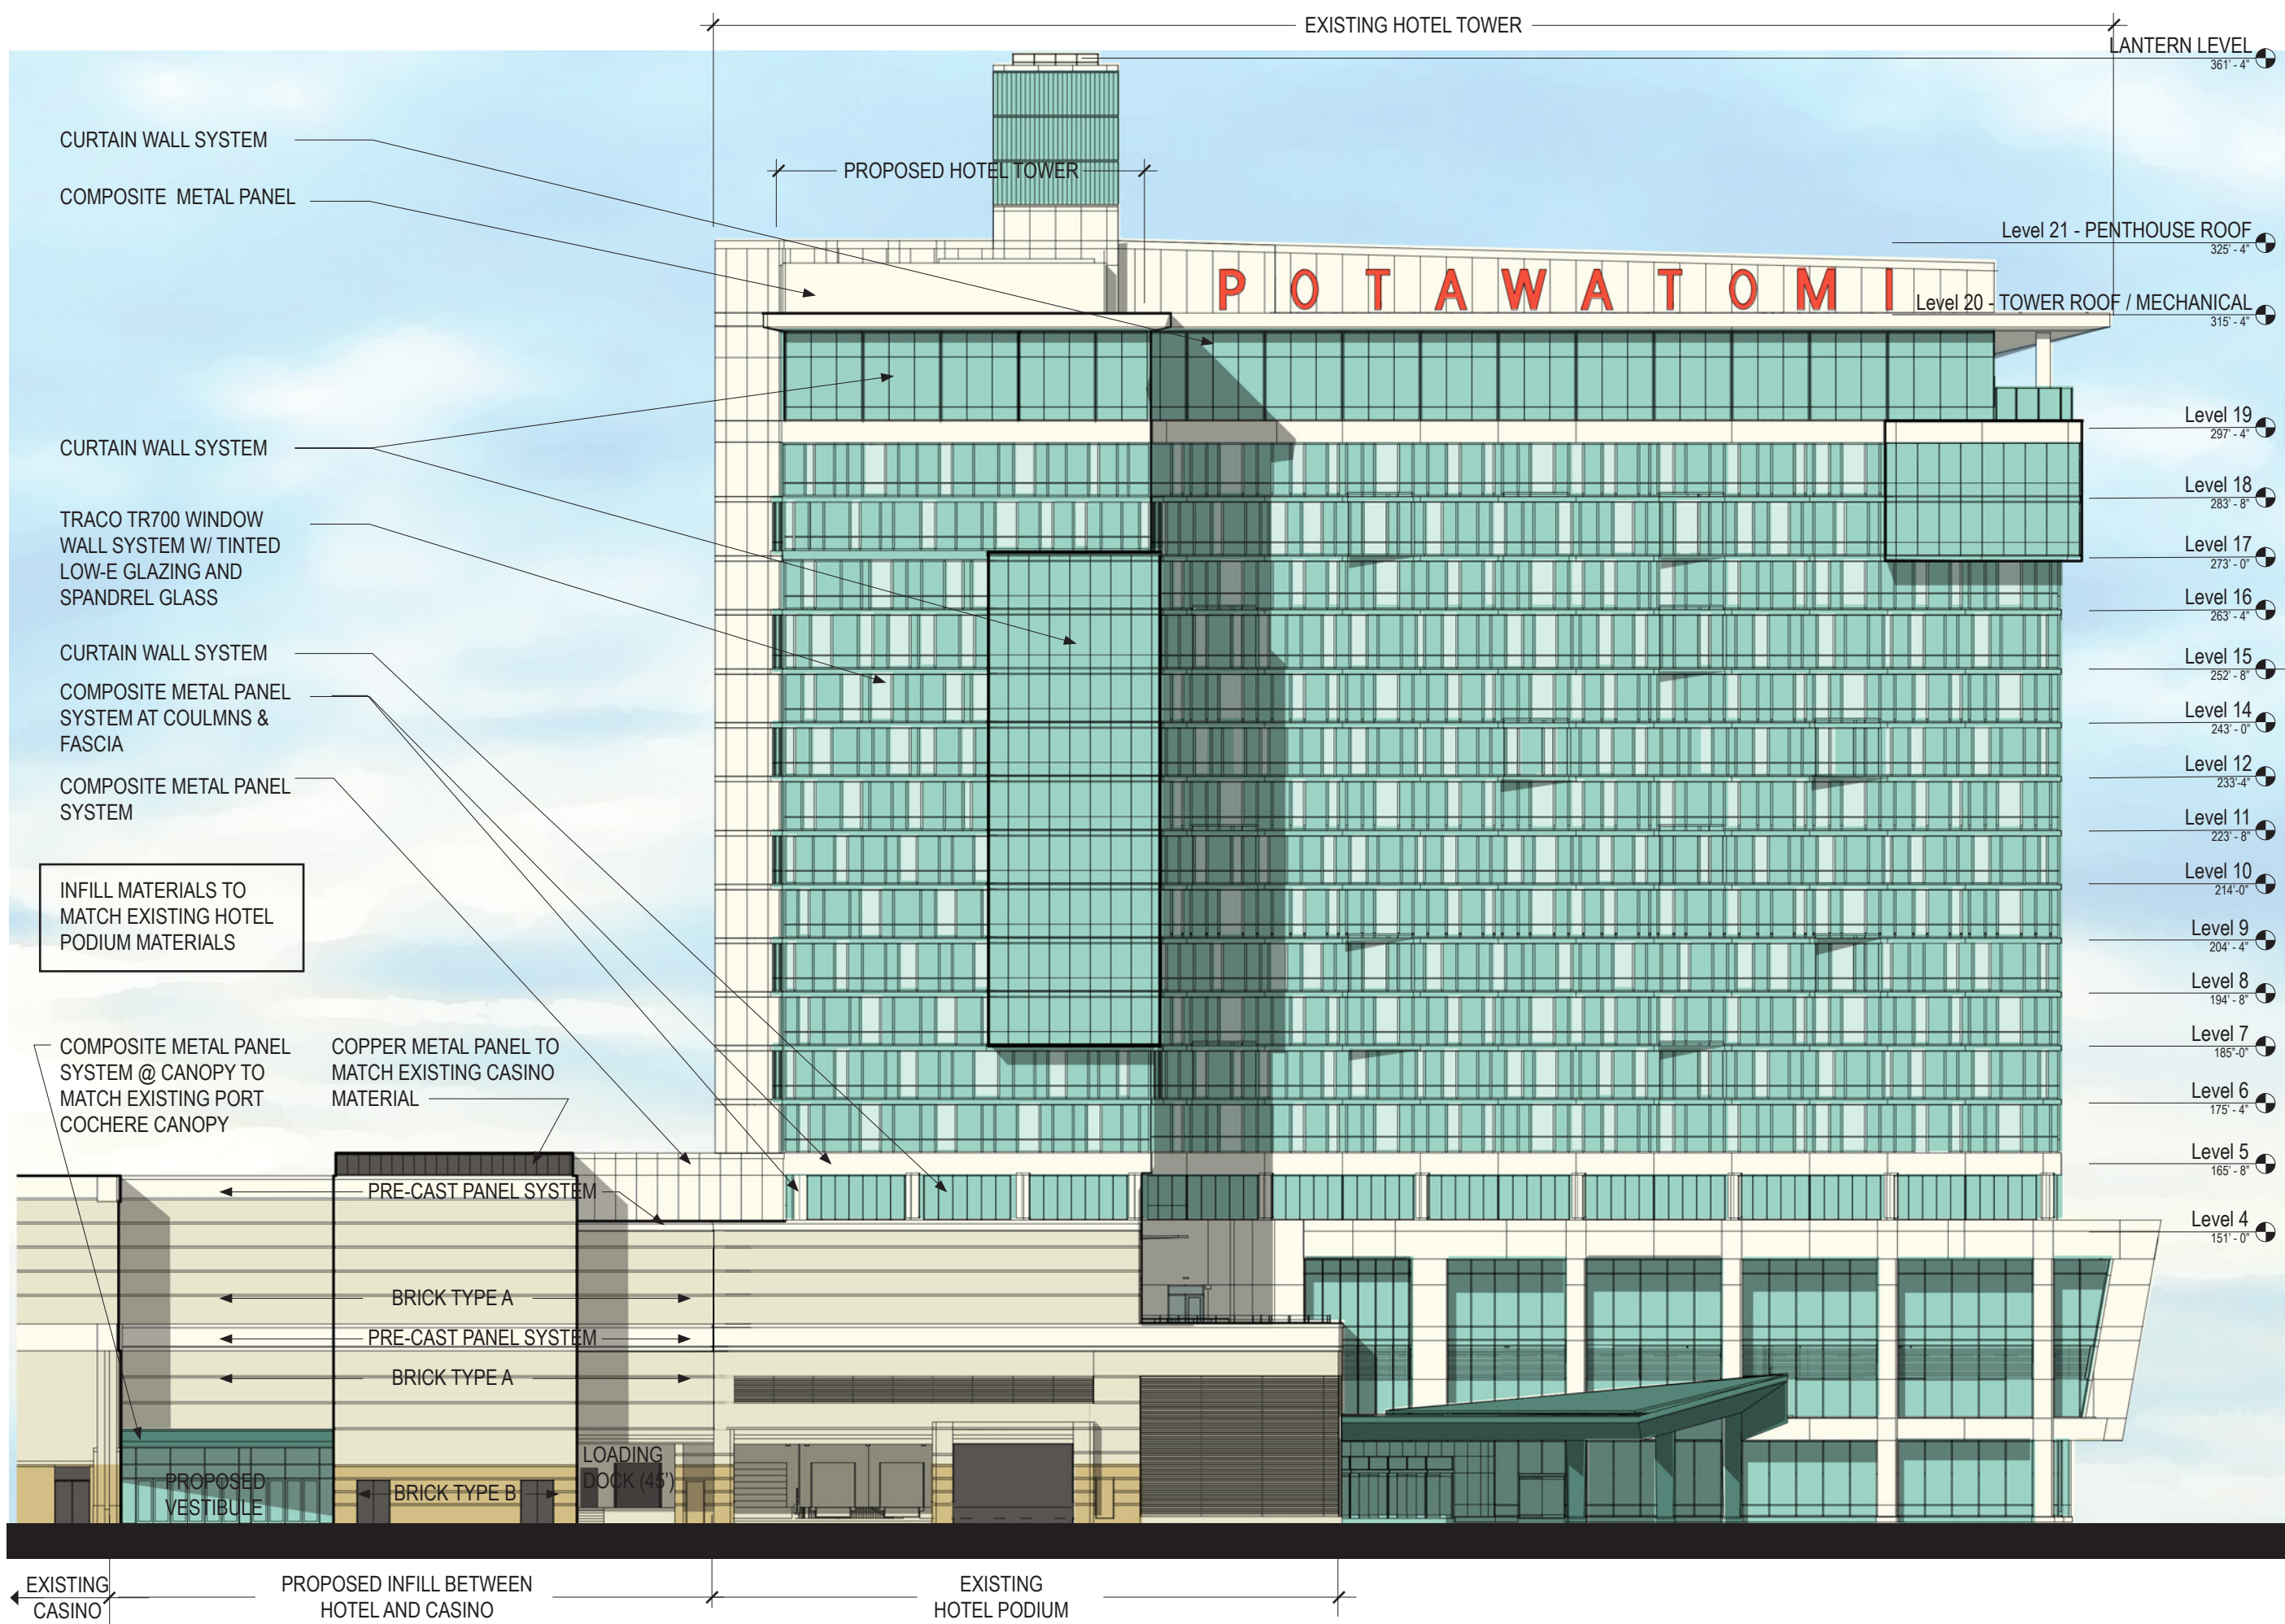 EXISTING HOTEL TOWER
LANTERN LEVEL
361' - 4"
CURTAIN WALL SYSTEM
PROPOSED HOTEL TOWER
COMPOSITE METAL PANEL
Level 21 - PENTHOUSE ROOF
325' - 4"
POTAWATOMI
Level 20 - TOWER ROOF / MECHANICAL
315' - 4"
Level 19
297' - 4"
CURTAIN WALL SYSTEM
Level 18
283' - 8"
TRACO TR700 WINDOW
WALL SYSTEM W/ TINTED
LOW-E GLAZING AND
SPANDREL GLASS
Level 17
273' - 0"
Level 16
263' - 4"
CURTAIN WALL SYSTEM
Level 15
252' - 8"
COMPOSITE METAL PANEL
SYSTEM AT COULMNS &
FASCIA
Level 14
243' - 0"
Level 12
233'-4"
COMPOSITE METAL PANEL
SYSTEM
Level 11
223' - 8"
Level 10
214'-0"
INFILL MATERIALS TO
MATCH EXISTING HOTEL
PODIUM MATERIALS
Level 9
204' - 4"
Level 8
194' - 8"
Level 7
185"-0"
COMPOSITE METAL PANEL
SYSTEM @ CANOPY TO
MATCH EXISTING PORT
COCHERE CANOPY
COPPER METAL PANEL TO
MATCH EXISTING CASINO
MATERIAL
Level 6
175' - 4"
Level 5
165' - 8"
PRE-CAST PANEL SYSTEM
Level 4
151' - 0"
BRICK TYPE A
PRE-CAST PANEL SYSTEM
BRICK TYPE A
LOADING
DOCK (45')
PROPOSED
VESTIBULE
BRICK TYPE B
EXISTING
CASINO
PROPOSED INFILL BETWEEN
HOTEL AND CASINO
EXISTING
HOTEL PODIUM